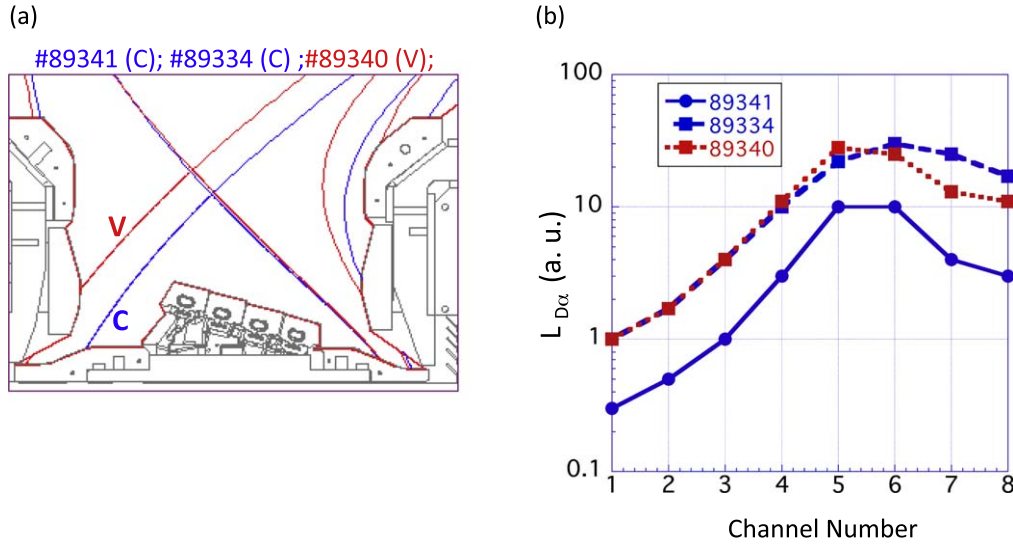 (a)
#89341 (C); #89334 (C) ;#89340 (V);
V
C
(b)
100
10
1
0.1
L Dα (a. u.)
89341
89334
89340
1 2 3 4 5 6 7 8
Channel Number